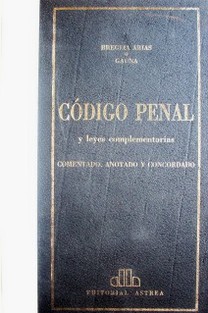 BREGLIA ARIAS
y
GAUNA
CÓDIGO PENAL
y leyes complementarias
COMENTADO, ANOTADO Y CONCORDADO
EDITORIAL ASTREA